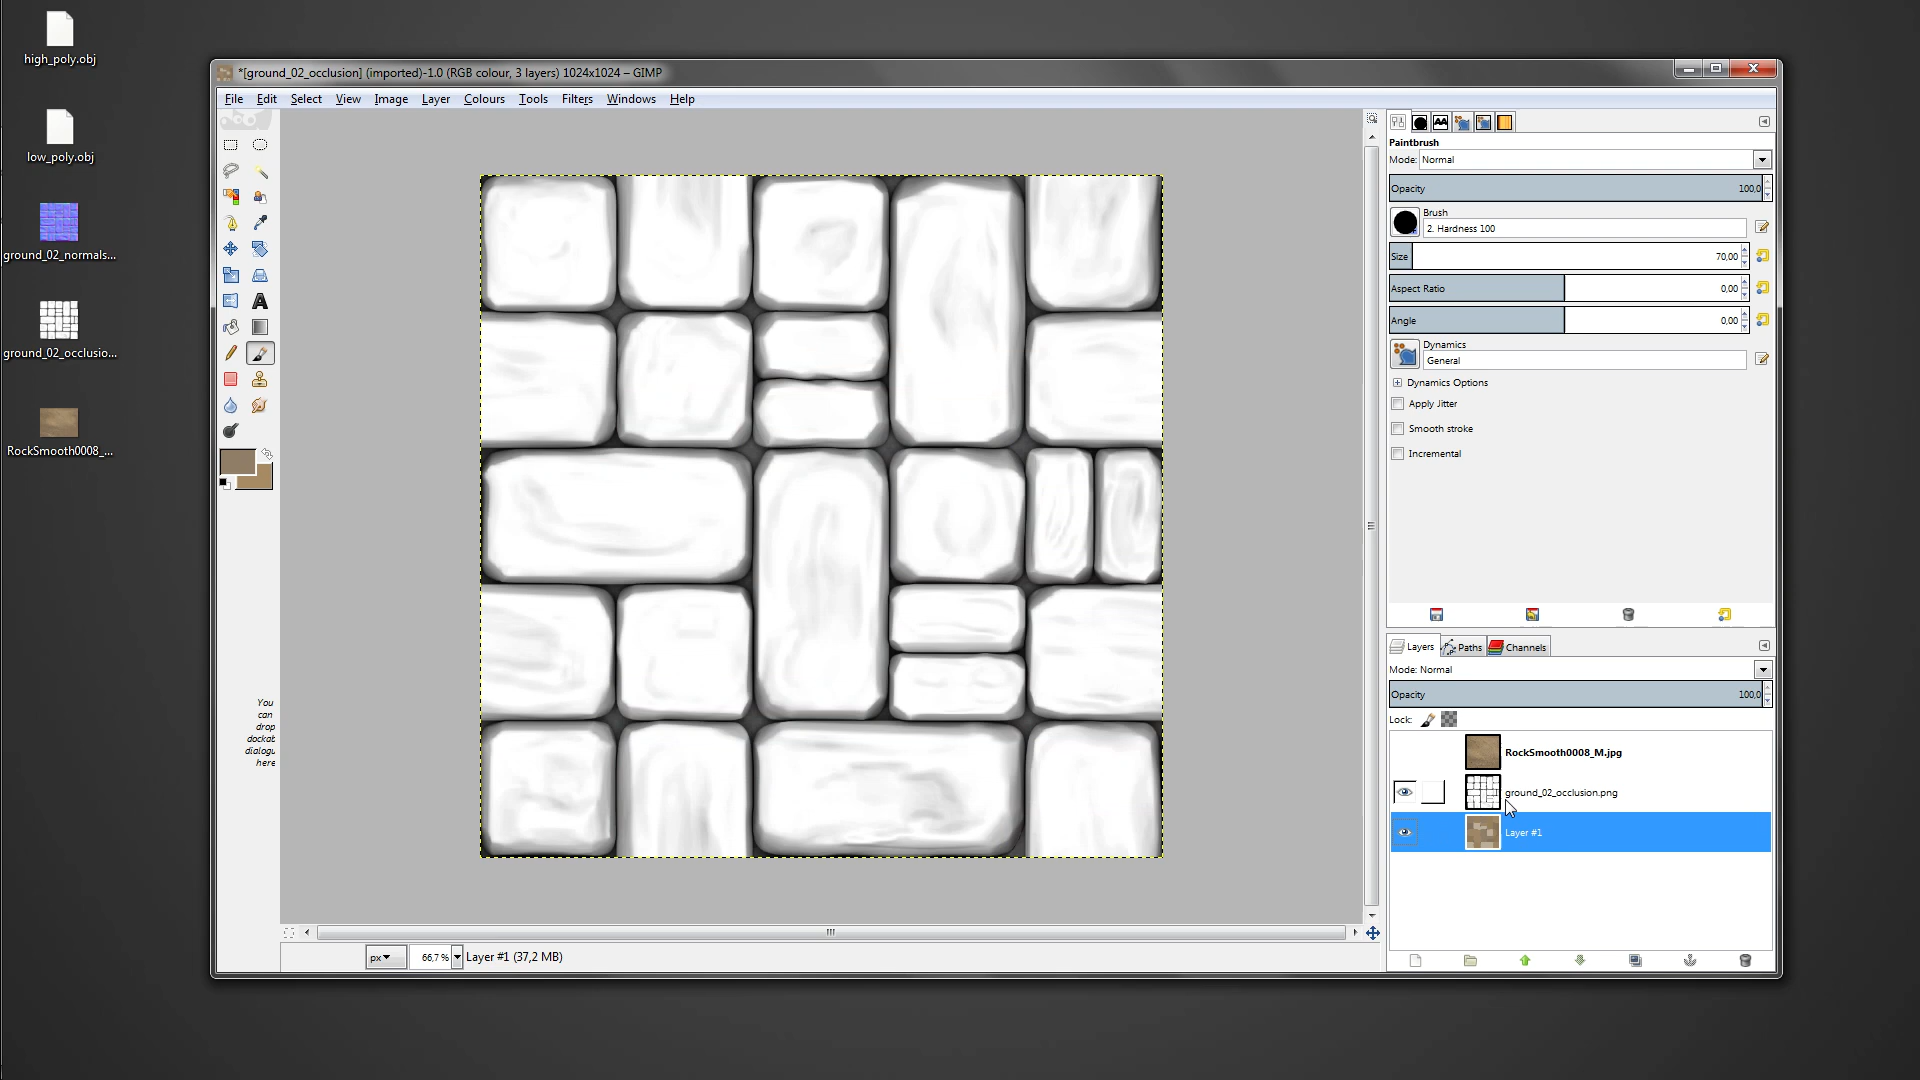 high_poly.obj
low_poly.obj
ground_02_normals...
ground_02_occlusio...
RockSmooth0008_...
*[ground_02_occlusion] (imported)-1.0 (RGB colour, 3 layers) 1024x1024 – GIMP
File Edit Select View Image Layer Colours Tools Filters Windows Help
You
can
drop
dockab
dialogu
here
px
66,7 %
Layer #1 (37,2 MB)
Paintbrush
Mode: Normal
Opacity 100,0
Brush
2. Hardness 100
Size 70,00
Aspect Ratio 0,00
Angle 0,00
Dynamics
General
Dynamics Options
Apply Jitter
Smooth stroke
Incremental
Layers Paths Channels
Mode: Normal
Opacity 100,0
Lock:
RockSmooth0008_M.jpg
ground_02_occlusion.png
Layer #1